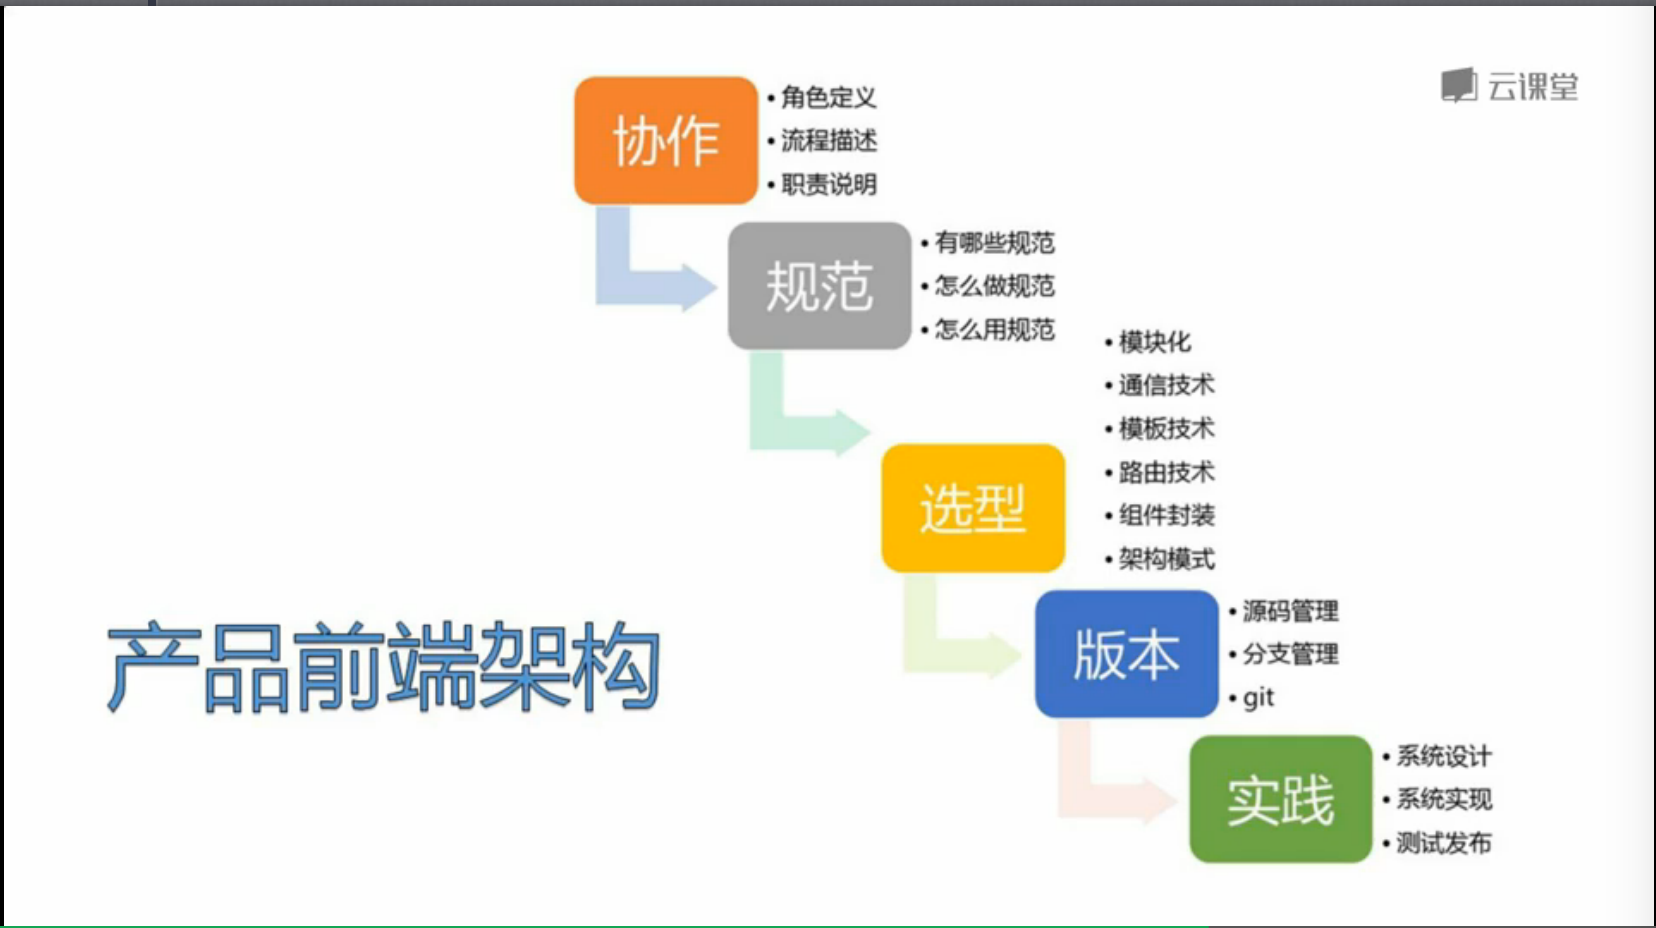 云课堂
协作
• 角色定义
• 流程描述
• 职责说明
规范
• 有哪些规范
• 怎么做规范
• 怎么用规范
选型
• 模块化
• 通信技术
• 模板技术
• 路由技术
• 组件封装
• 架构模式
版本
• 源码管理
• 分支管理
• git
实践
• 系统设计
• 系统实现
• 测试发布
产品前端架构